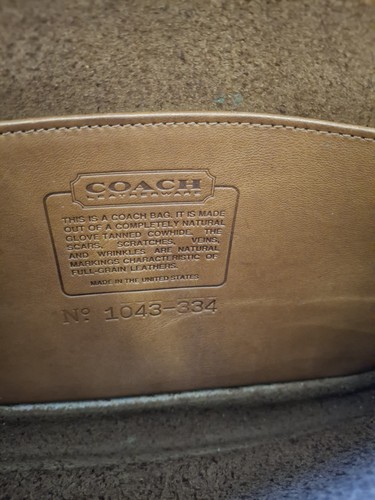 COACH
LEATHERWARE
THIS IS A COACH BAG. IT IS MADE
OUT OF A COMPLETELY NATURAL
GLOVE TANNED COWHIDE. THE
SCARS, SCRATCHES, VEINS,
AND WRINKLES ARE NATURAL
MARKINGS CHARACTERISTIC OF
FULL-GRAIN LEATHERS.
MADE IN THE UNITED STATES
Nº 1043-334